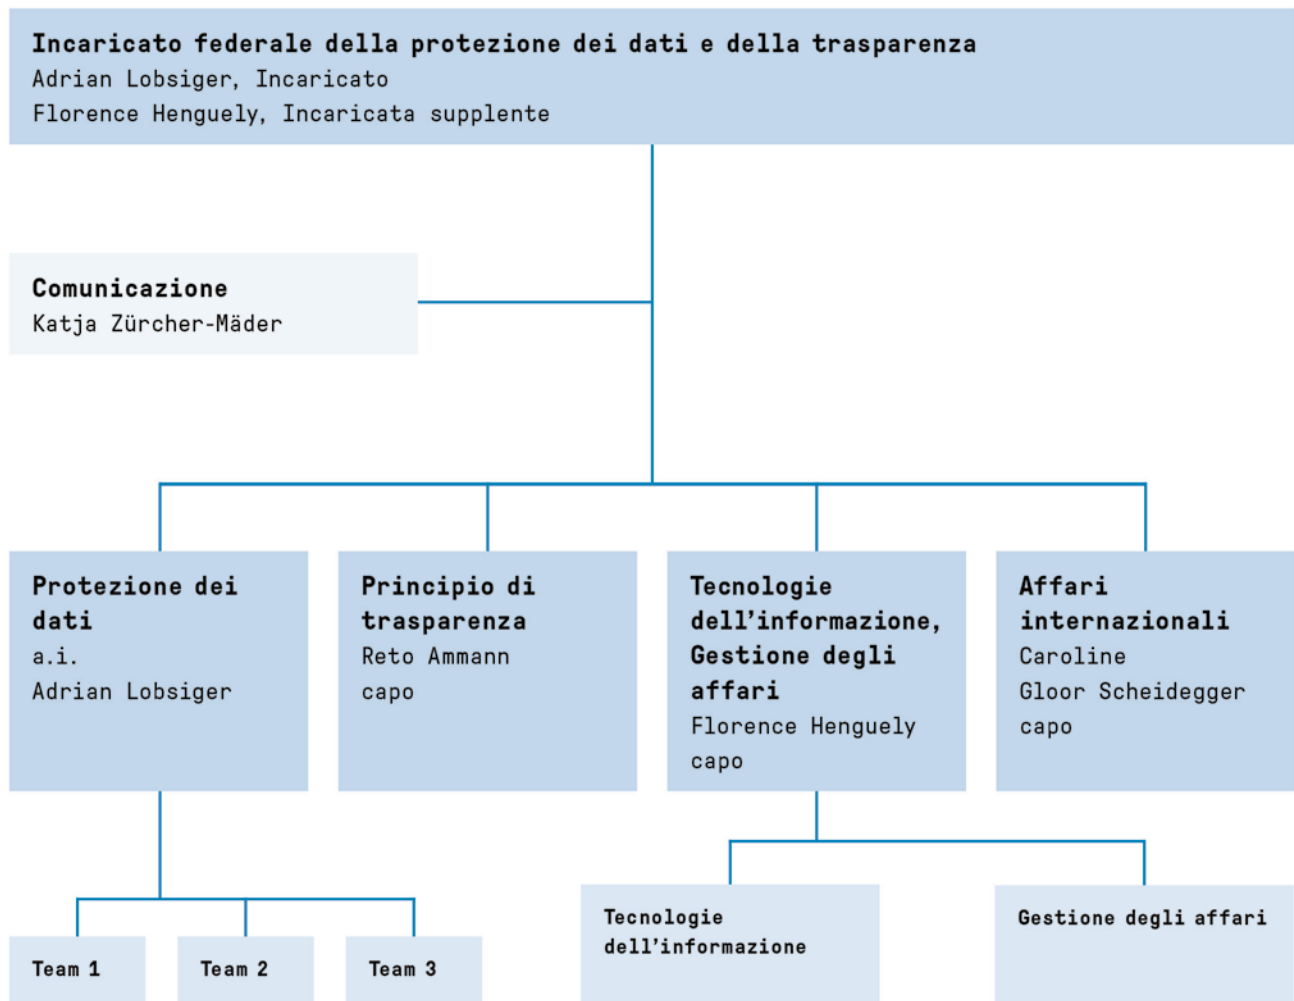 Incaricato federale della protezione dei dati e della trasparenza
Adrian Lobsiger, Incaricato
Florence Henguely, Incaricata supplente
Comunicazione
Katja Zürcher-Mäder
Protezione dei
dati
a.i.
Adrian Lobsiger
Principio di
trasparenza
Reto Ammann
capo
Tecnologie
dell’informazione,
Gestione degli
affari
Florence Henguely
capo
Affari
internazionali
Caroline
Gloor Scheidegger
capo
Team 1
Team 2
Team 3
Tecnologie
dell’informazione
Gestione degli affari